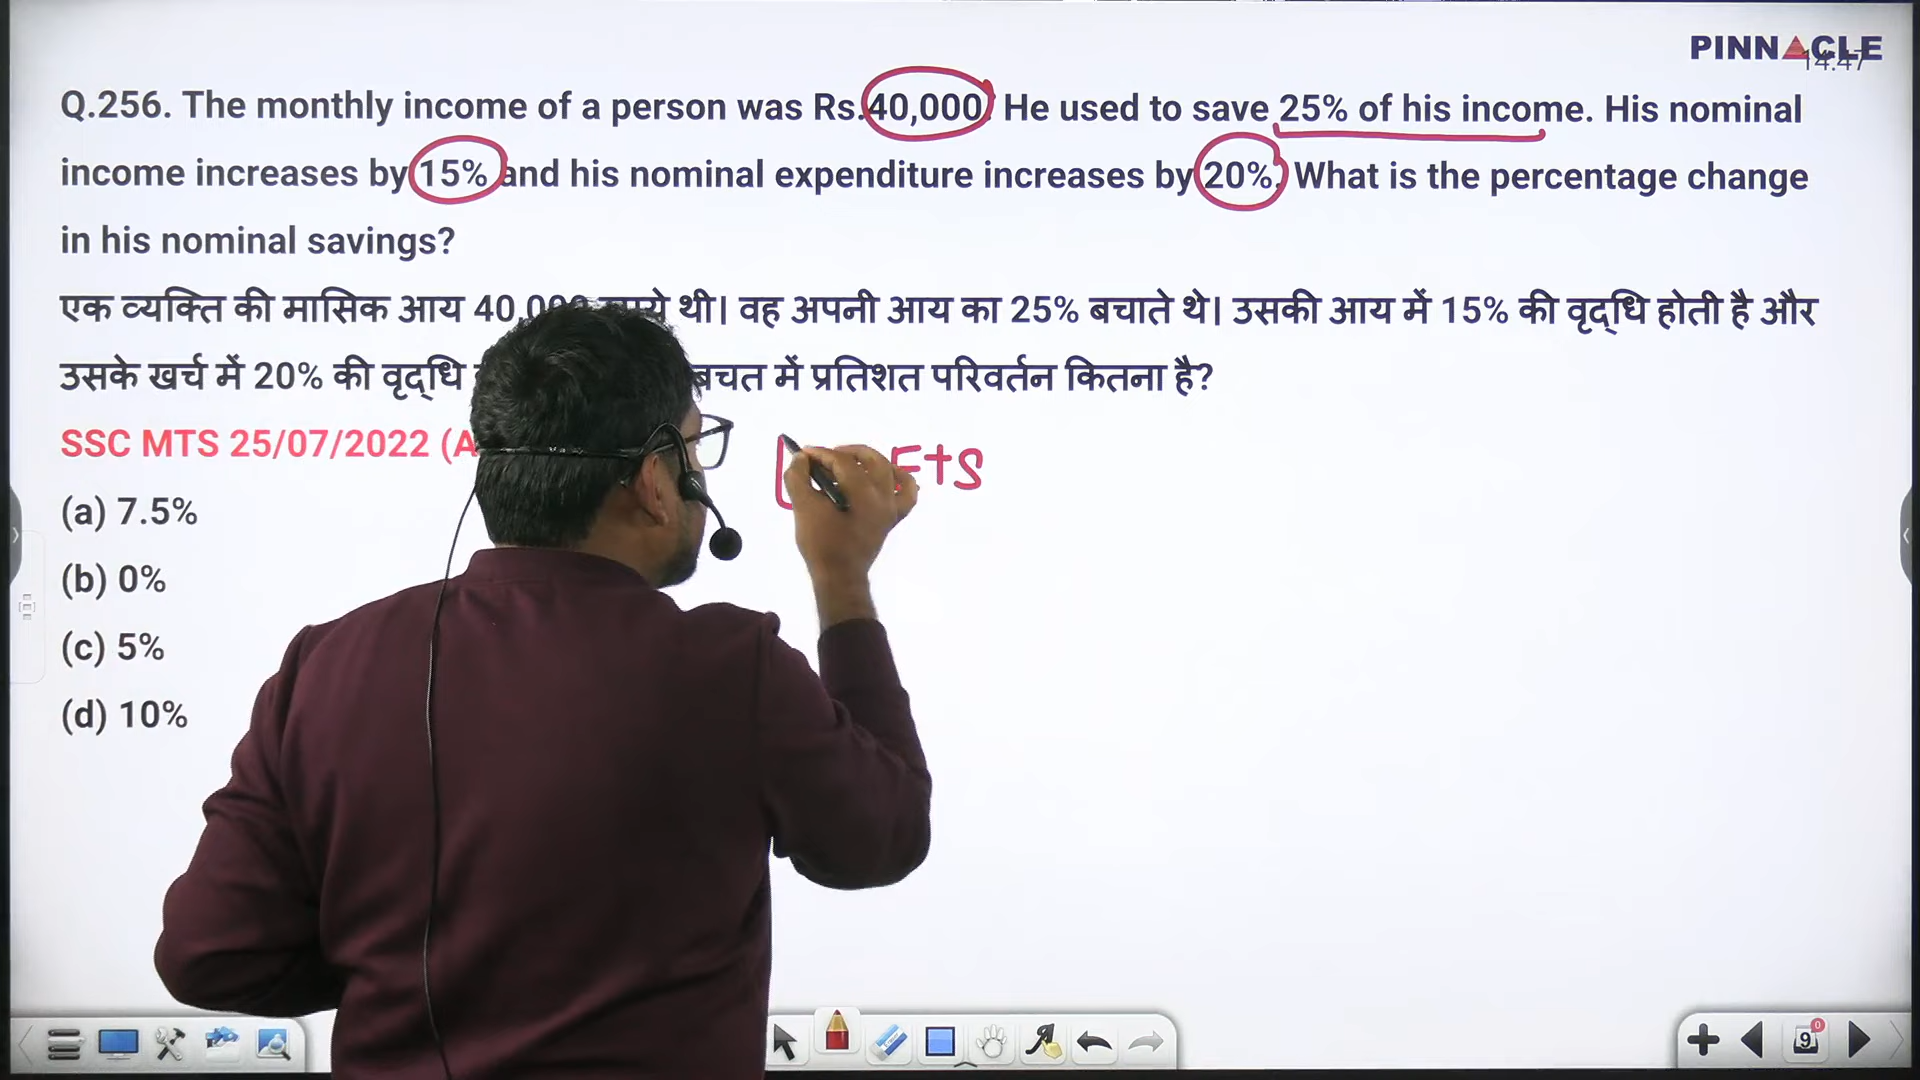 PINNACLE
14:47
Q.256. The monthly income of a person was Rs.40,000. He used to save 25% of his income. His nominal
income increases by 15% and his nominal expenditure increases by 20%. What is the percentage change
in his nominal savings?
एक व्यक्ति की मासिक आय थी। वह अपनी आय का 25% बचाते थे। उसकी आय में 15% की वृद्धि होती है और
उसके खर्च में 20% की वृद्धि बचत में प्रतिशत परिवर्तन कितना है?
SSC MTS 25/07/2022 (A
E+S
(a) 7.5%
(b) 0%
(c) 5%
(d) 10%
9
0